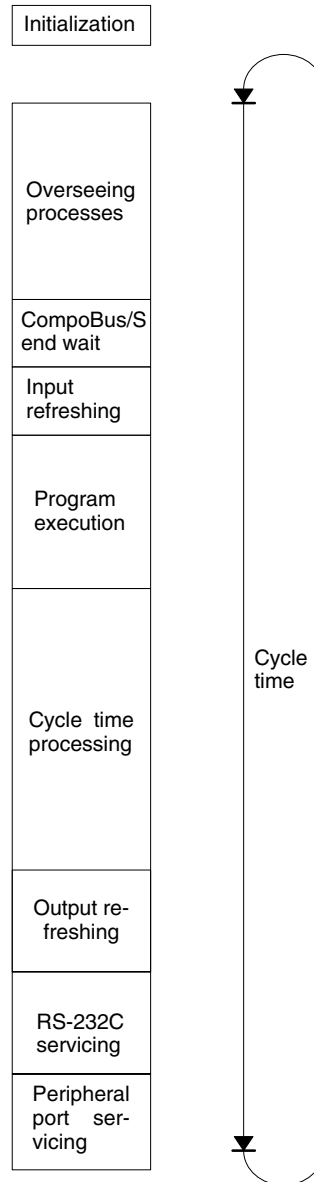 Initialization
Overseeing
processes
CompoBus/S
end wait
Input
refreshing
Program
execution
Cycle time
processing
Output re-
freshing
RS-232C
servicing
Peripheral
port ser-
vicing
Cycle
time